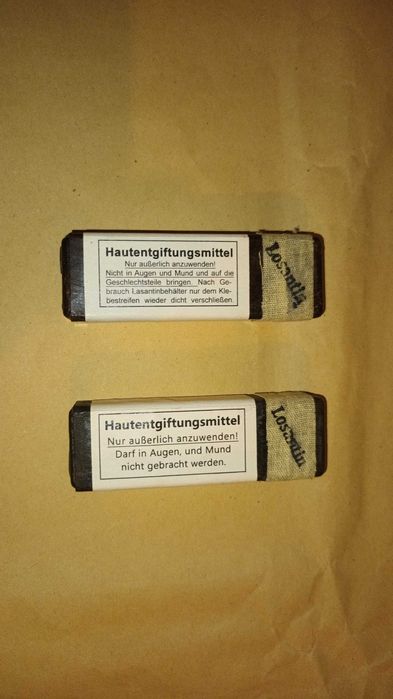 Hautentgiftungsmittel
Nur außerlich anzuwenden!
Nicht in Augen und Mund und auf die
Geschlechtsteile bringen. Nach Ge-
brauch Lasantinbehälter nur dem Kle-
bestreifen wieder dicht verschließen.
Losantin
Hautentgiftungsmittel
Nur außerlich anzuwenden!
Darf in Augen, und Mund
nicht gebracht werden.
Losantin